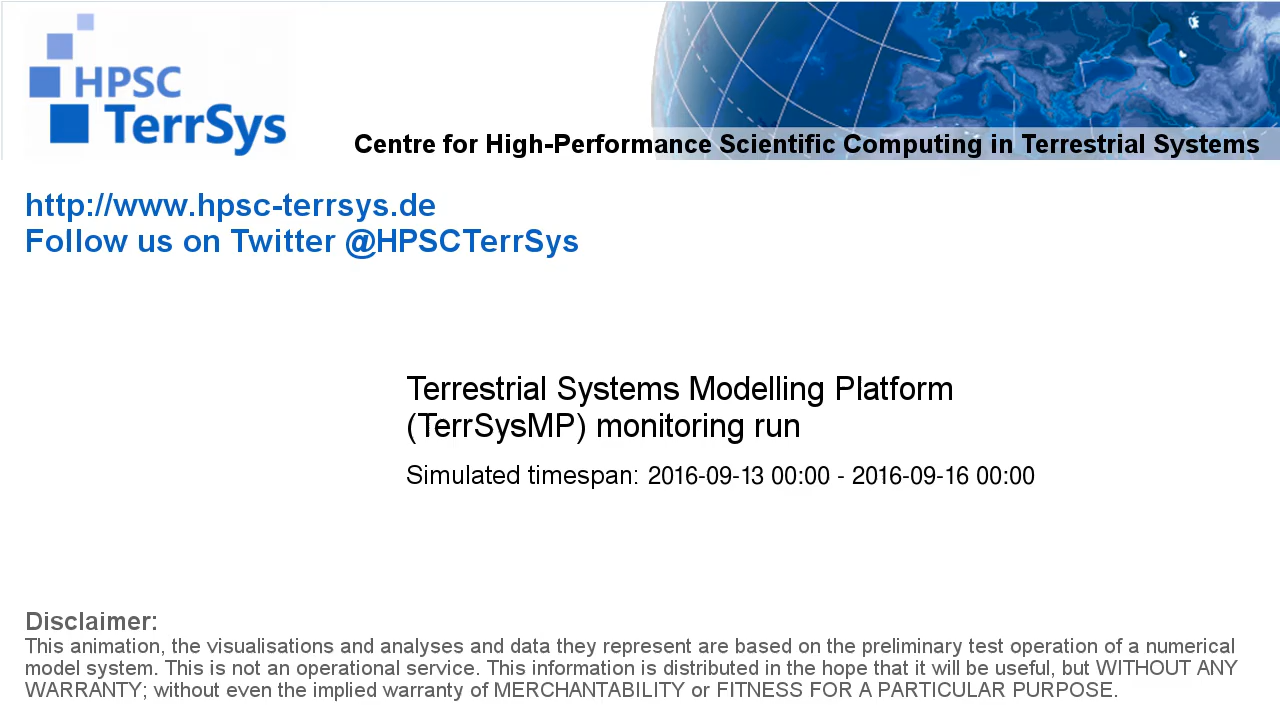 HPSC
TerrSys
Centre for High-Performance Scientific Computing in Terrestrial Systems
http://www.hpsc-terrsys.de
Follow us on Twitter @HPSCTerrSys
Terrestrial Systems Modelling Platform
(TerrSysMP) monitoring run
Simulated timespan: 2016-09-13 00:00 - 2016-09-16 00:00
Disclaimer:
This animation, the visualisations and analyses and data they represent are based on the preliminary test operation of a numerical
model system. This is not an operational service. This information is distributed in the hope that it will be useful, but WITHOUT ANY
WARRANTY; without even the implied warranty of MERCHANTABILITY or FITNESS FOR A PARTICULAR PURPOSE.